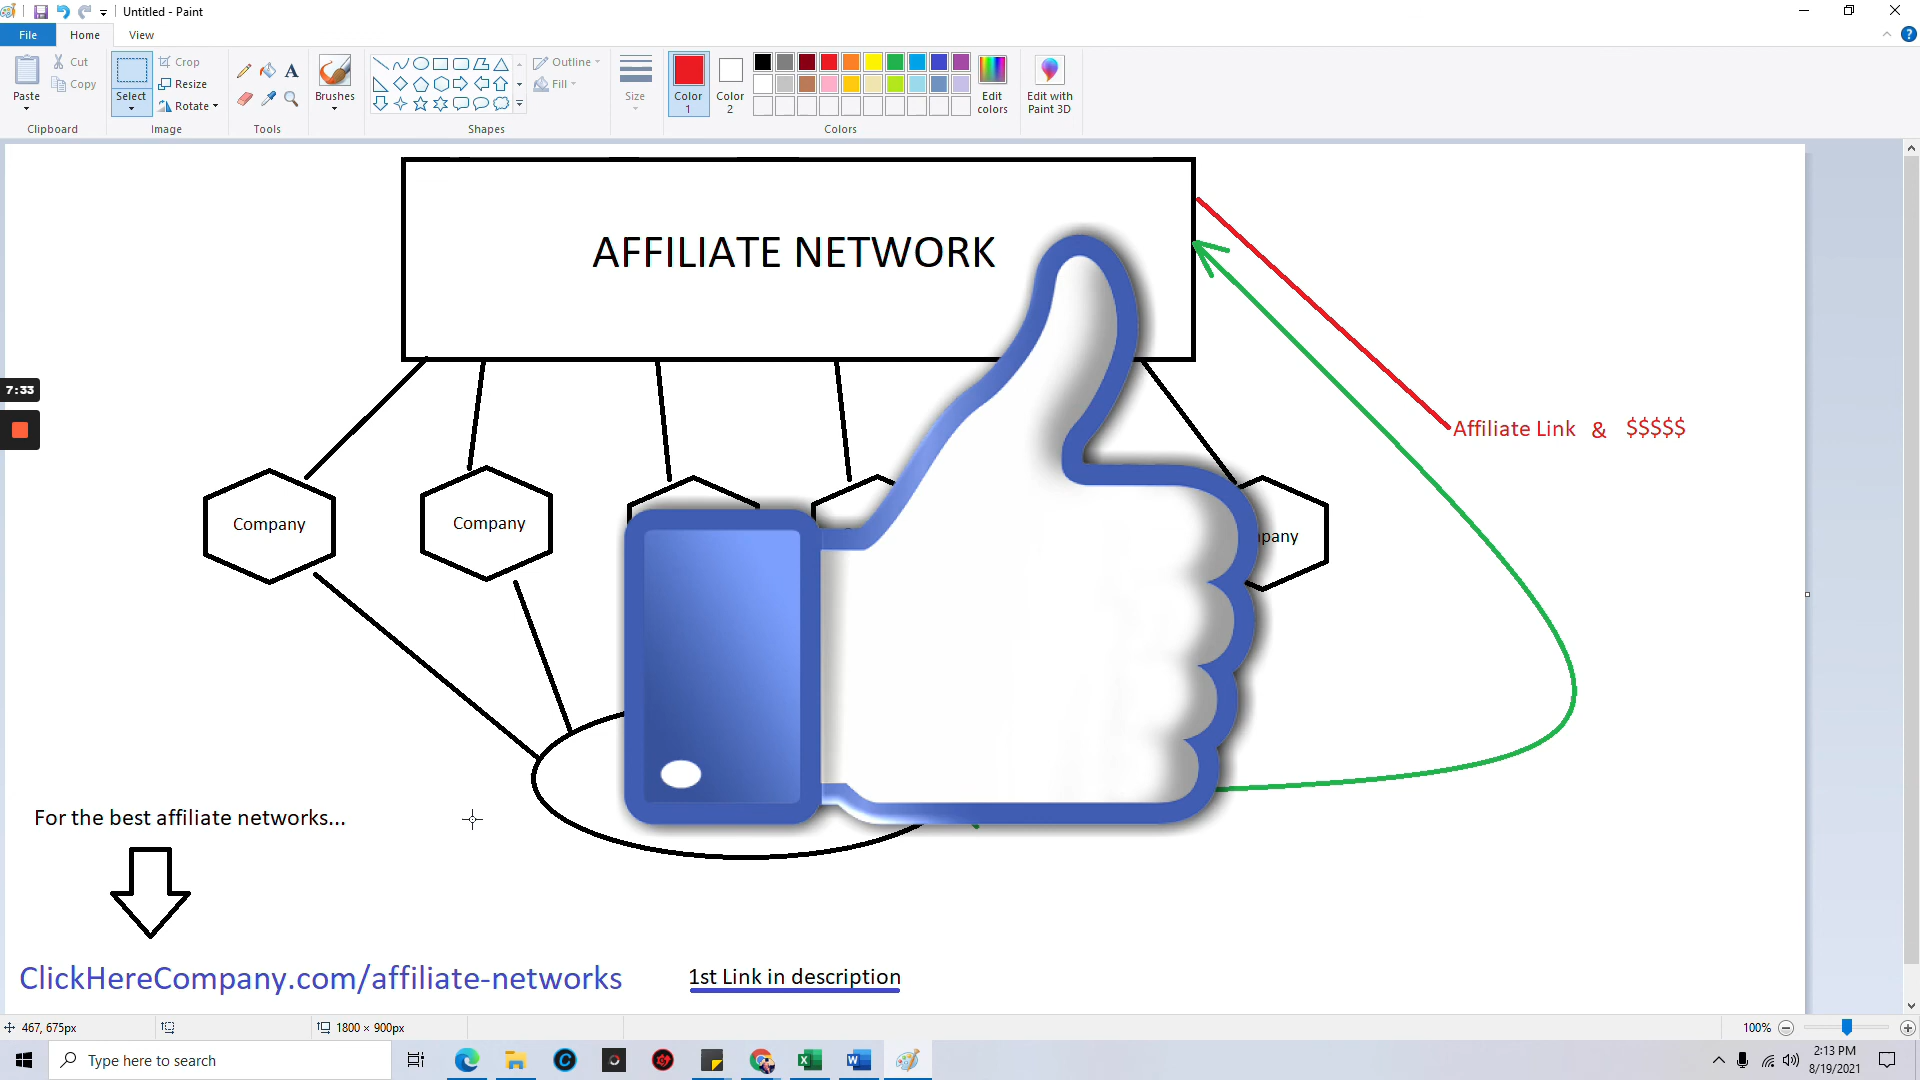 Untitled - Paint
File
Home
View
Paste
Cut
Copy
Clipboard
Select
Crop
Resize
Rotate
Image
Tools
Brushes
Shapes
Outline
Fill
Size
Color 1
Color 2
Edit colors
Colors
Edit with Paint 3D
AFFILIATE NETWORK
7:33
Affiliate Link & $$$$$
Company
Company
pany
For the best affiliate networks...
ClickHereCompany.com/affiliate-networks
1st Link in description
467, 675px
1800 × 900px
100%
Type here to search
2:13 PM
8/19/2021